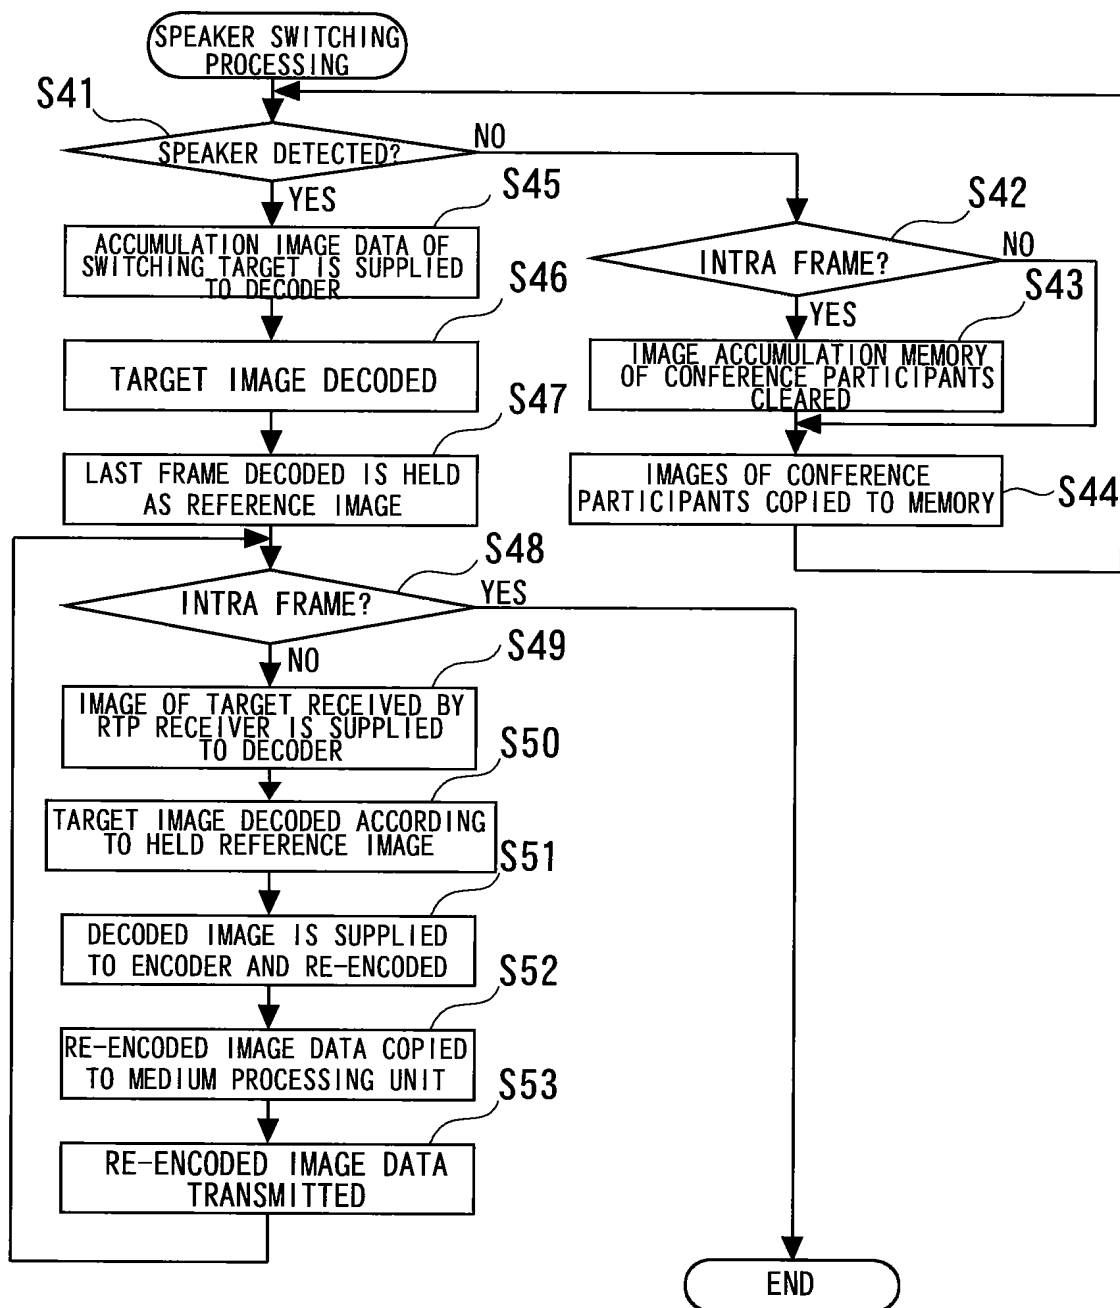 SPEAKER SWITCHING
PROCESSING
S41
SPEAKER DETECTED?
NO
YES
S45
ACCUMULATION IMAGE DATA OF
SWITCHING TARGET IS SUPPLIED
TO DECODER
S46
TARGET IMAGE DECODED
S47
LAST FRAME DECODED IS HELD
AS REFERENCE IMAGE
S42
INTRA FRAME?
NO
YES
S43
IMAGE ACCUMULATION MEMORY
OF CONFERENCE PARTICIPANTS
CLEARED
IMAGES OF CONFERENCE
PARTICIPANTS COPIED TO MEMORY
S44
S48
INTRA FRAME?
YES
NO
S49
IMAGE OF TARGET RECEIVED BY
RTP RECEIVER IS SUPPLIED
TO DECODER
S50
TARGET IMAGE DECODED ACCORDING
TO HELD REFERENCE IMAGE
S51
DECODED IMAGE IS SUPPLIED
TO ENCODER AND RE-ENCODED
S52
RE-ENCODED IMAGE DATA COPIED
TO MEDIUM PROCESSING UNIT
S53
RE-ENCODED IMAGE DATA
TRANSMITTED
END